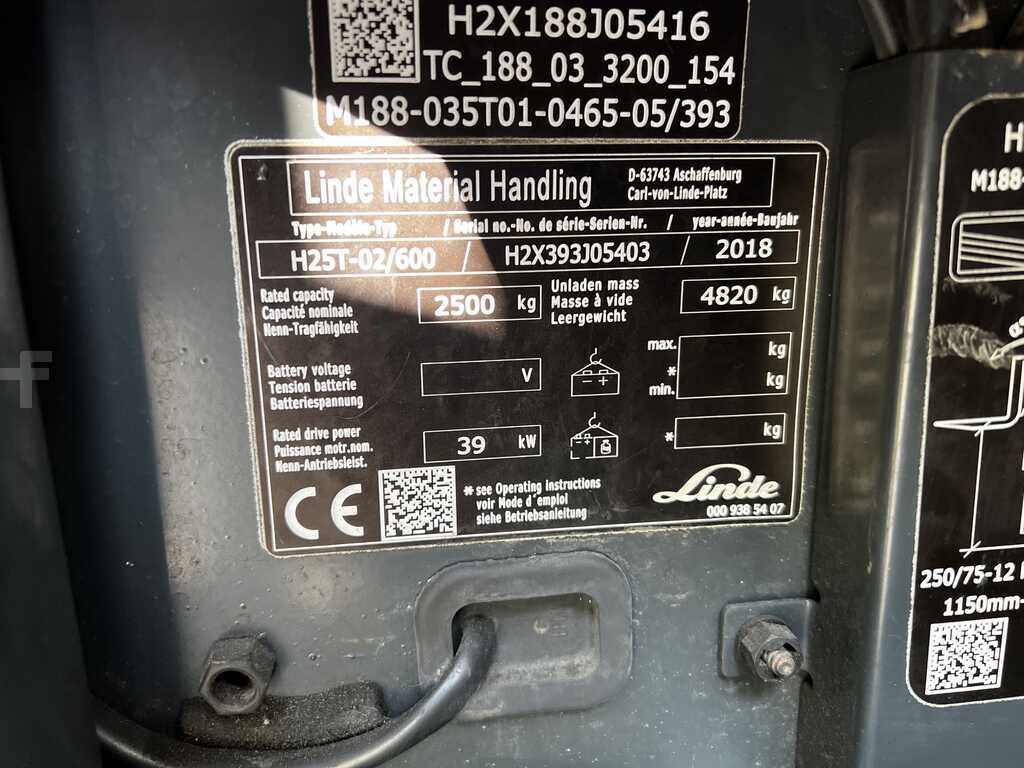 H2X188J05416
TC_188_03_3200_154
M188-035T01-0465-05/393
Linde Material Handling
D-63743 Aschaffenburg
Carl-von-Linde-Platz
Type-Modèle-Typ / Serial no.-No. de série-Serien-Nr. / year-année-Baujahr
H25T-02/600 / H2X393J05403 / 2018
Rated capacity
Capacité nominale
Nenn-Tragfähigkeit
2500 kg
Unladen mass
Masse à vide
Leergewicht
4820 kg
Battery voltage
Tension batterie
Batteriespannung
V
max. kg
*
min. kg
Rated drive power
Puissance motr.nom.
Nenn-Antriebsleist.
39 kW
* kg
CE
* see Operating Instructions
voir Mode d'emploi
siehe Betriebsanleitung
Linde
000 938 54 07
H
M188-
250/75-12
1150mm-
f